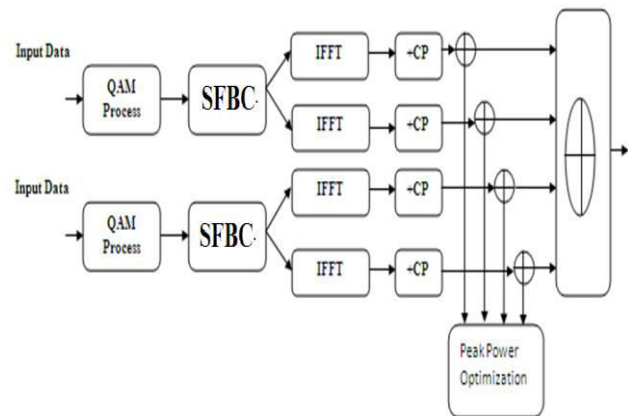 Input Data
QAM
Process
SFBC.
IFFT
+CP
IFFT
+CP
Input Data
QAM
Process
SFBC.
IFFT
+CP
IFFT
+CP
Peak Power
Optimization